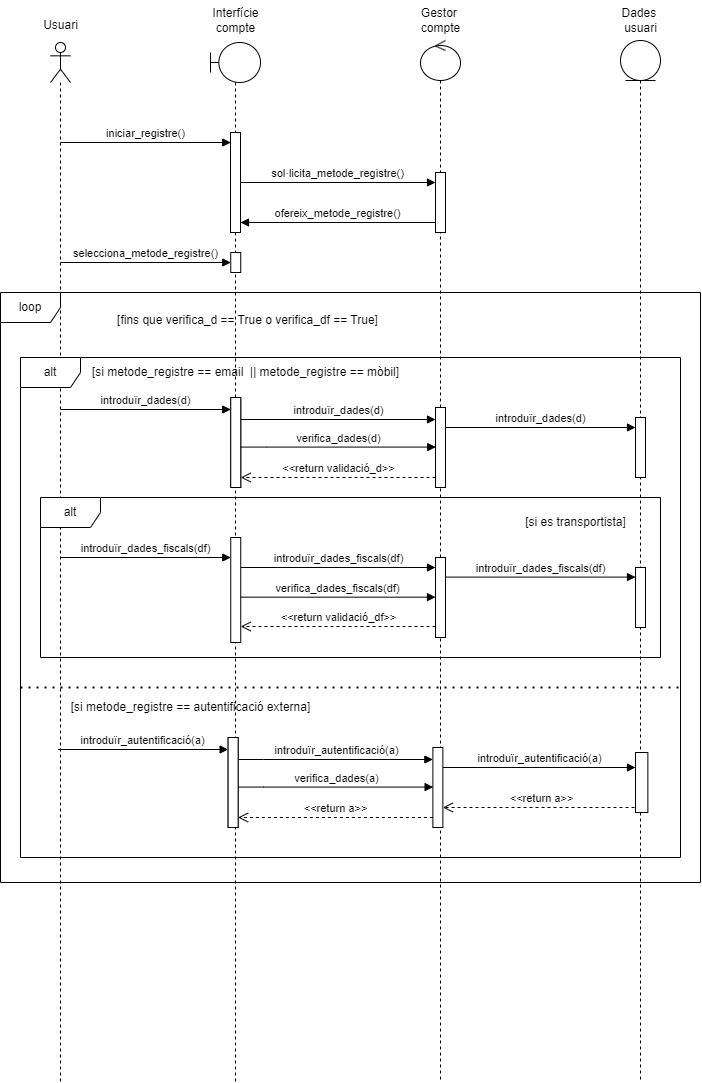 Usuari
Interfície
compte
Gestor
compte
Dades
usuari
iniciar_registre()
sol·licita_metode_registre()
ofereix_metode_registre()
selecciona_metode_registre()
loop
[fins que verifica_d == True o verifica_df == True]
alt
[si metode_registre == email || metode_registre == mòbil]
introduïr_dades(d)
introduïr_dades(d)
introduïr_dades(d)
verifica_dades(d)
<<return validació_d>>
alt
[si es transportista]
introduïr_dades_fiscals(df)
introduïr_dades_fiscals(df)
introduïr_dades_fiscals(df)
verifica_dades_fiscals(df)
<<return validació_df>>
[si metode_registre == autentificació externa]
introduïr_autentificació(a)
introduïr_autentificació(a)
introduïr_autentificació(a)
verifica_dades(a)
<<return a>>
<<return a>>